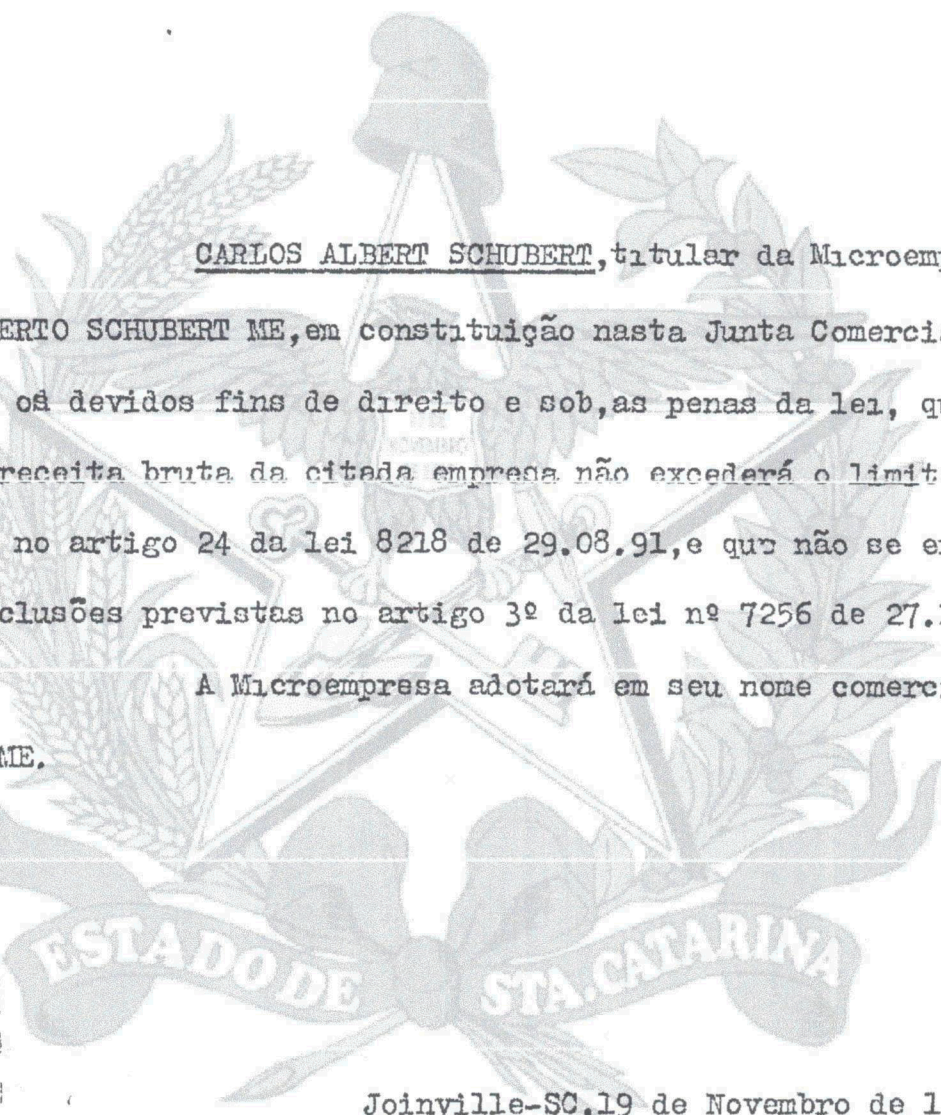 CARLOS ALBERT SCHUBERT,titular da Microem
ERTO SCHUBERT ME,em constituição nasta Junta Comerci
os devidos fins de direito e sob,as penas da lei, q
receita bruta da citada empresa não excederá o limit
no artigo 24 da lei 8218 de 29.08.91,e que não se e
clusões previstas no artigo 3º da lei nº 7256 de 27.
A Microempresa adotará em seu nome comerc
ME.
ESTADO DE STA.CATARINA
Joinville-SC,19 de Novembro de 1